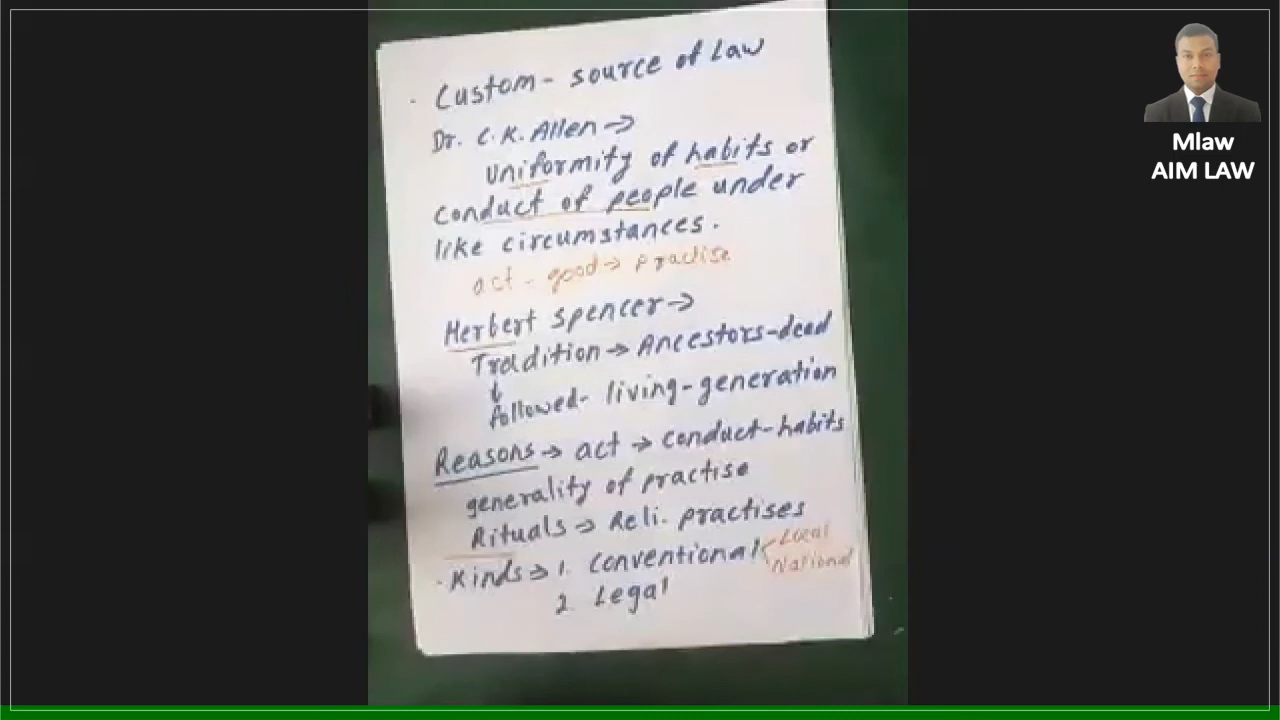 Custom - source of Law
Dr. C.K. Allen →
Uniformity of habits or
conduct of people under
like circumstances.
act - good → practise
Herbert Spencer →
Tradition → Ancestors-dead
↓
followed- living-generation
Reasons → act → conduct-habits
generality of practise
Rituals → Reli. practises
Kinds → 1. Conventional
Local
National
2. Legal
Mlaw
AIM LAW